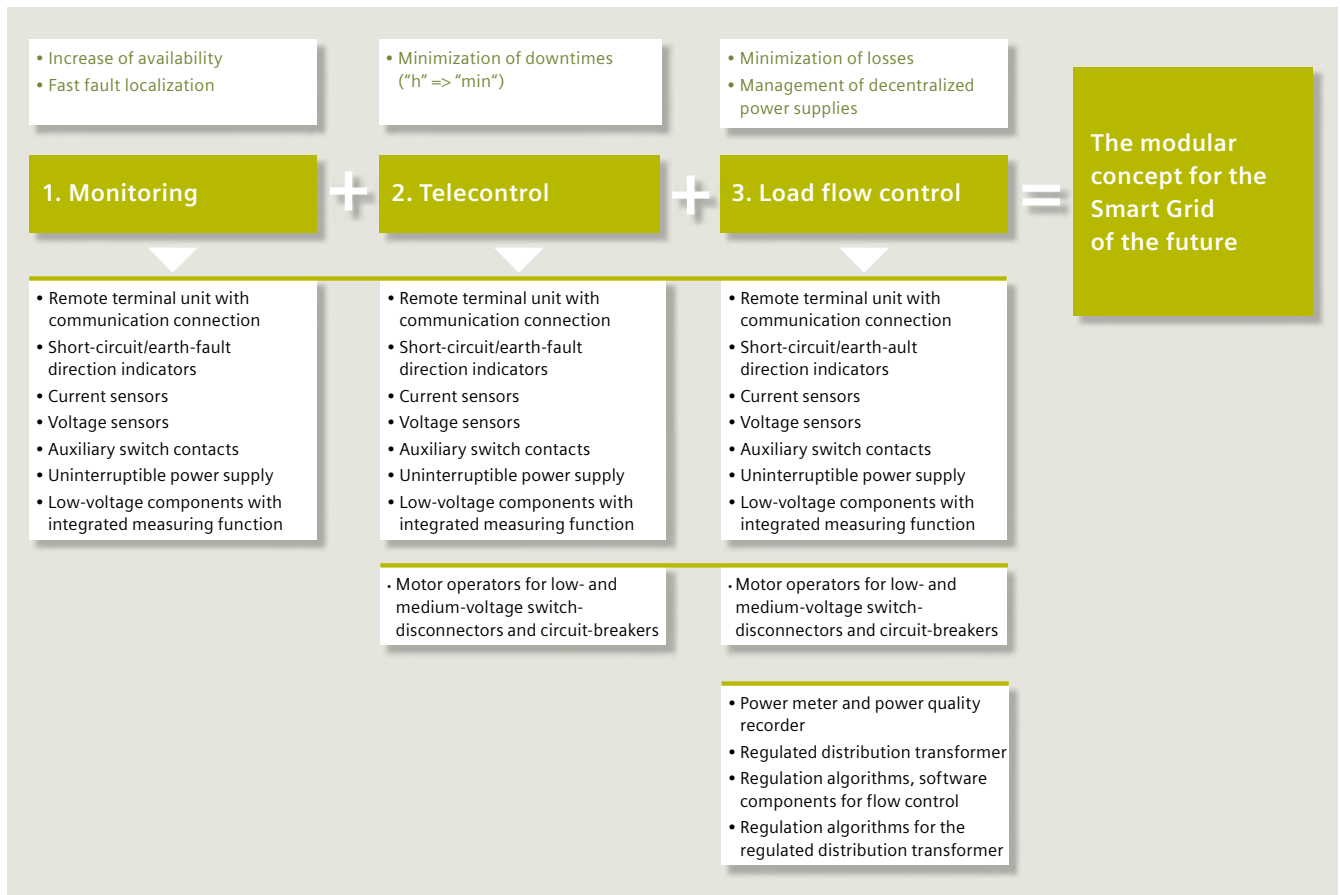 • Increase of availability
• Fast fault localization
• Minimization of downtimes
(“h” => “min“)
• Minimization of losses
• Management of decentralized
power supplies
1. Monitoring
+
2. Telecontrol
+
3. Load flow control
=
The modular
concept for the
Smart Grid
of the future
• Remote terminal unit with
communication connection
• Short-circuit/earth-fault
direction indicators
• Current sensors
• Voltage sensors
• Auxiliary switch contacts
• Uninterruptible power supply
• Low-voltage components with
integrated measuring function
• Remote terminal unit with
communication connection
• Short-circuit/earth-fault
direction indicators
• Current sensors
• Voltage sensors
• Auxiliary switch contacts
• Uninterruptible power supply
• Low-voltage components with
integrated measuring function
• Motor operators for low- and
medium-voltage switch-
disconnectors and circuit-breakers
• Remote terminal unit with
communication connection
• Short-circuit/earth-ault
direction indicators
• Current sensors
• Voltage sensors
• Auxiliary switch contacts
• Uninterruptible power supply
• Low-voltage components with
integrated measuring function
• Motor operators for low- and
medium-voltage switch-
disconnectors and circuit-breakers
• Power meter and power quality
recorder
• Regulated distribution transformer
• Regulation algorithms, software
components for flow control
• Regulation algorithms for the
regulated distribution transformer